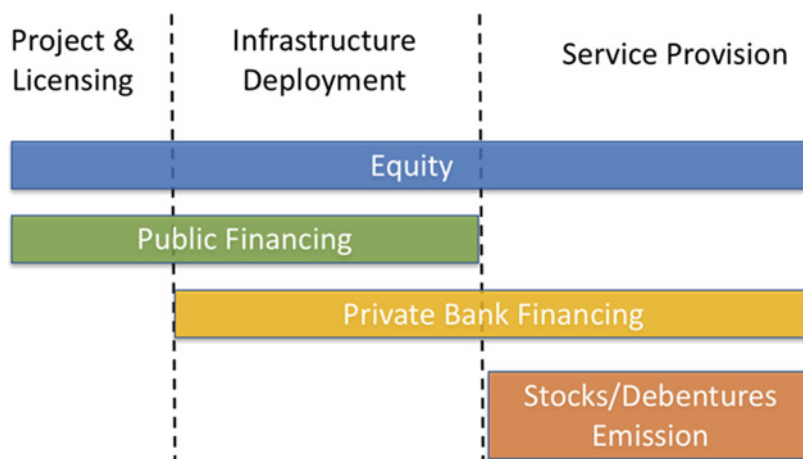 Project &
Licensing
Infrastructure
Deployment
Service Provision
Equity
Public Financing
Private Bank Financing
Stocks/Debentures
Emission